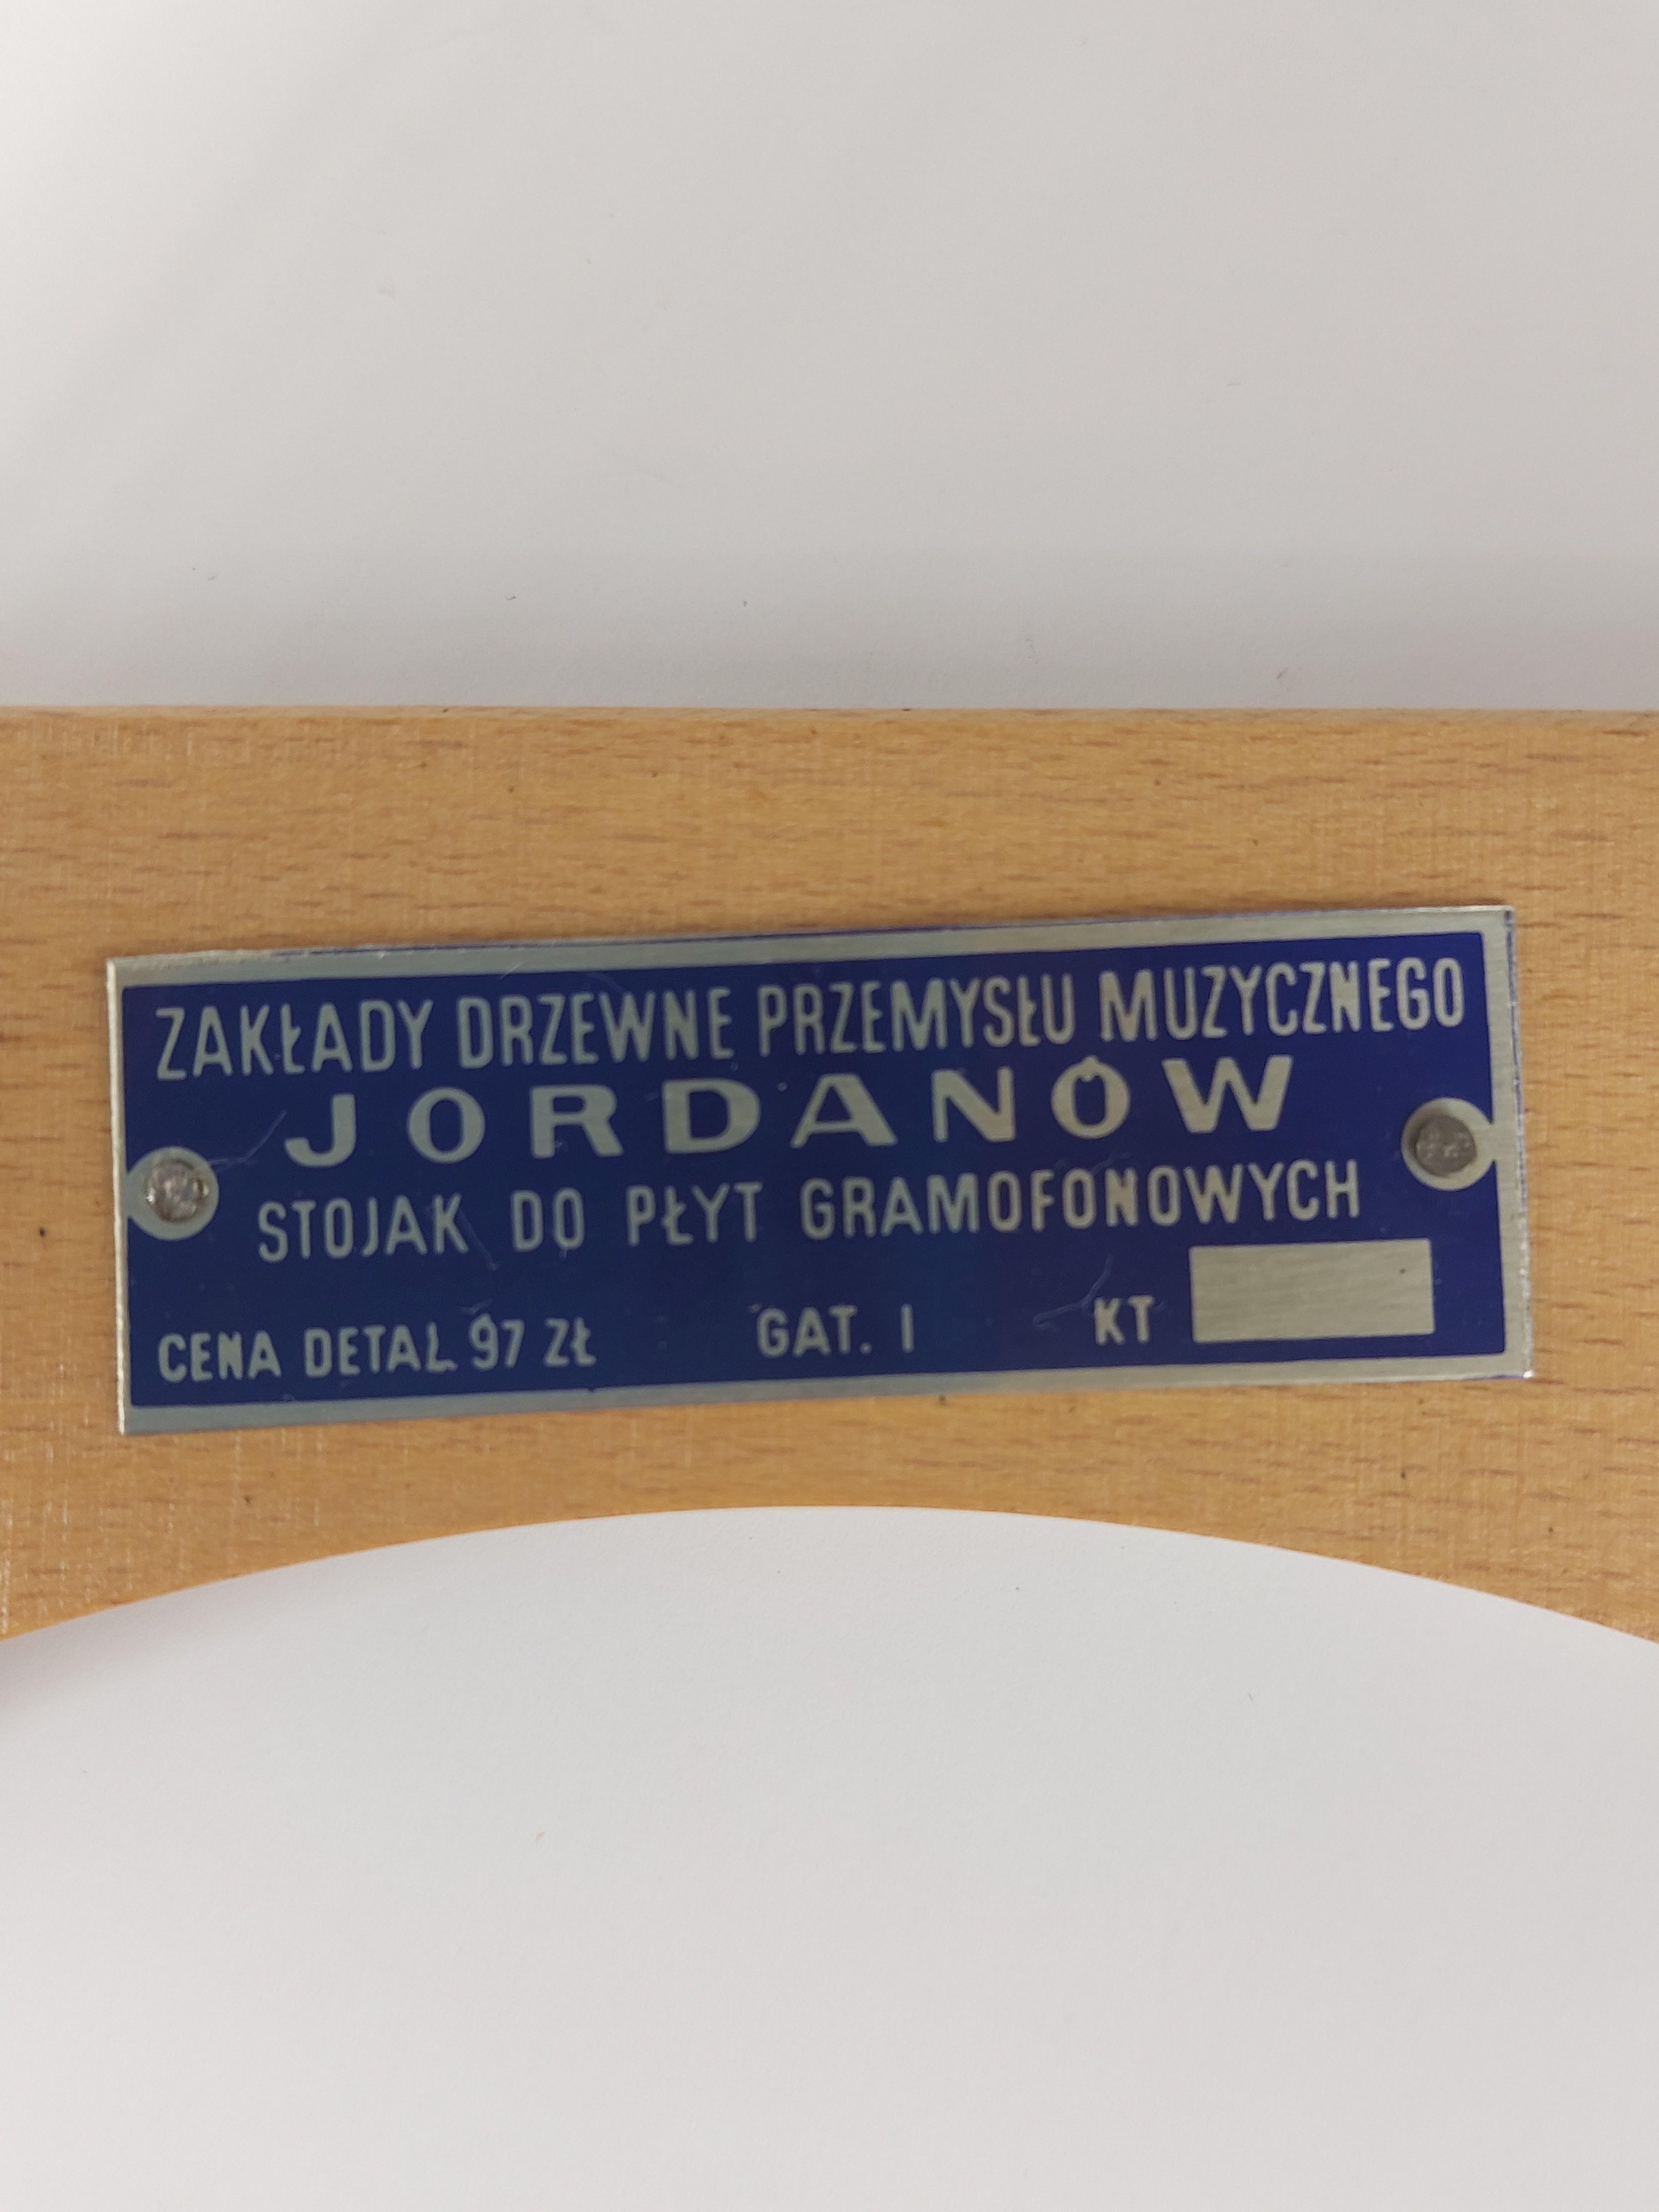 ZAKŁADY DRZEWNE PRZEMYSŁU MUZYCZNEGO
JORDANÓW
STOJAK DO PŁYT GRAMOFONOWYCH
CENA DETAL 97 ZŁ GAT. I KT